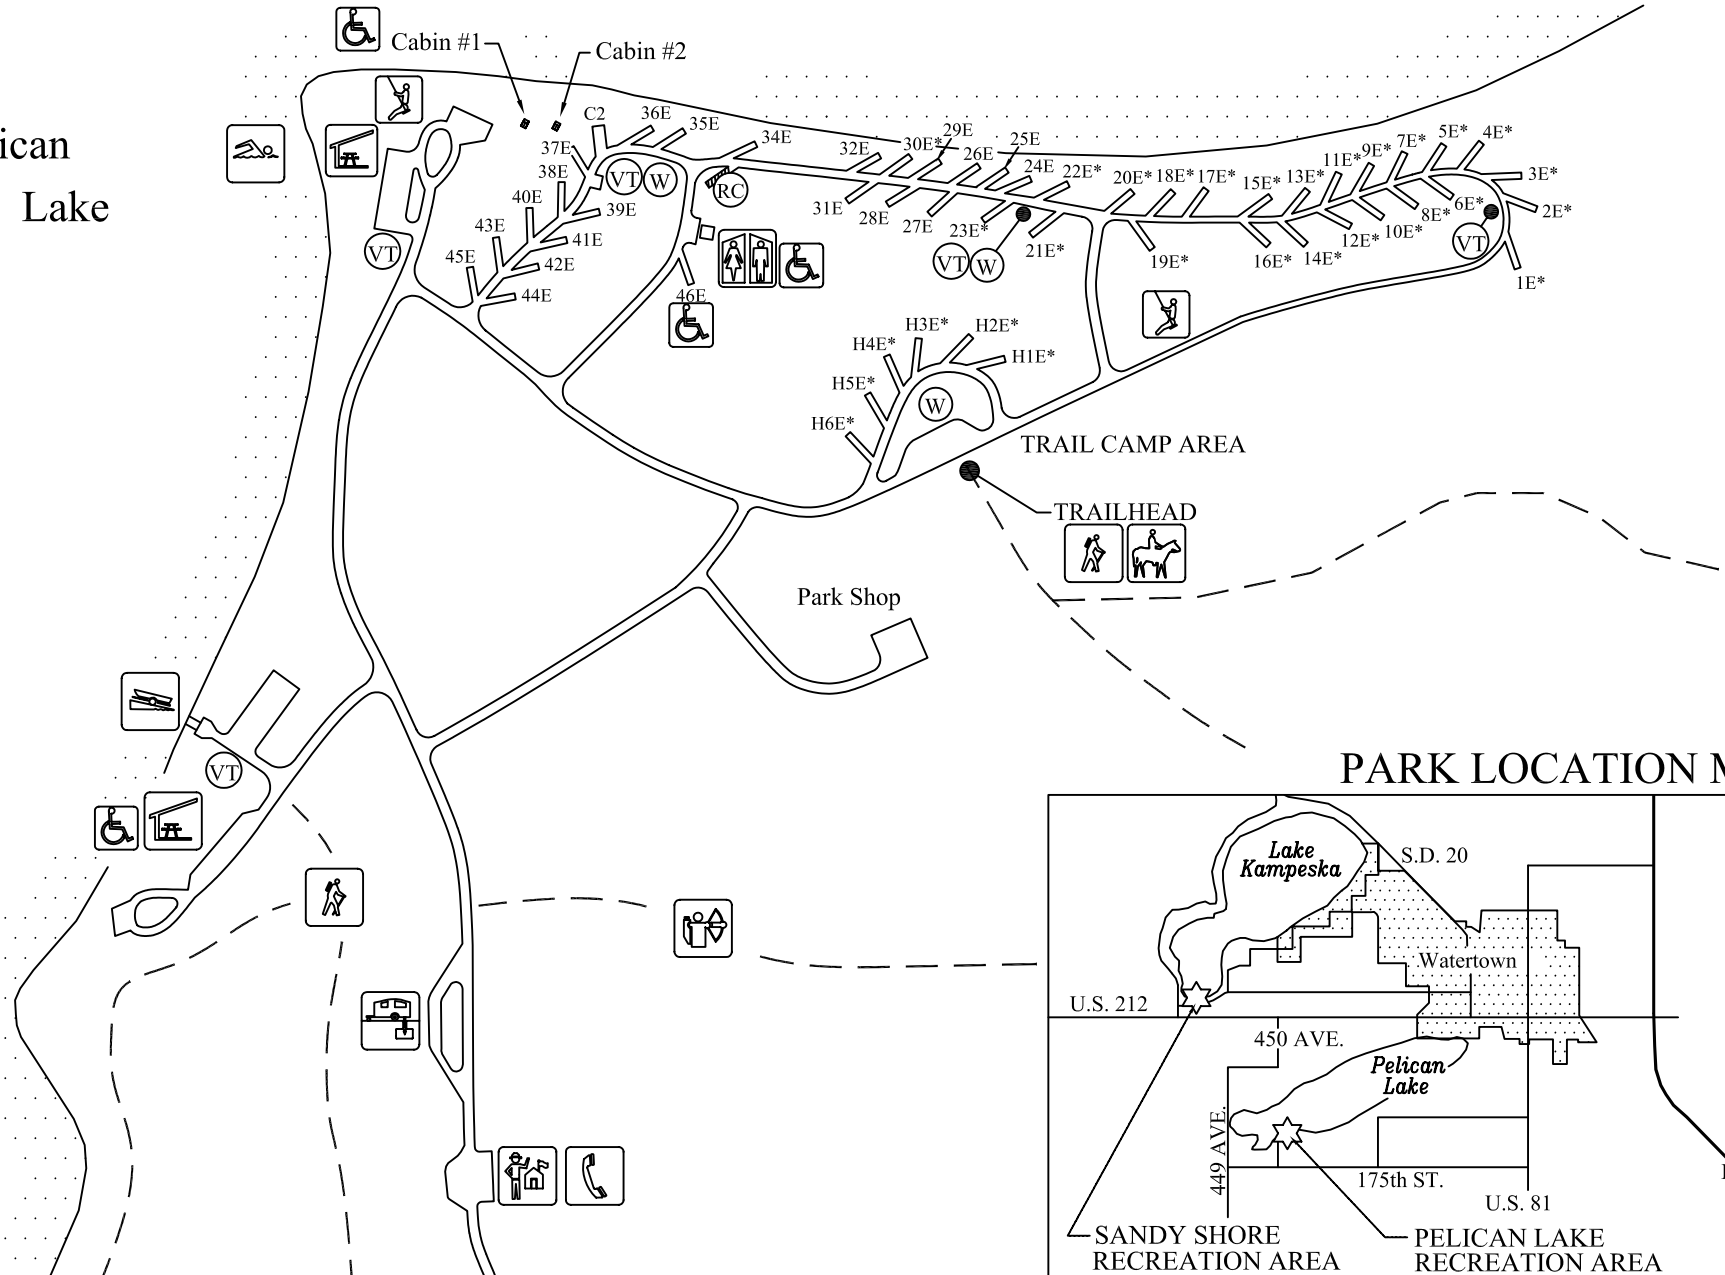 ican
Lake
Cabin #1
Cabin #2
C2
36E
35E
34E
37E
38E
40E
39E
43E
41E
45E
42E
44E
VT
W
RC
VT
46E
32E
30E*
29E
26E
25E
24E
22E*
31E
28E
27E
23E*
21E*
VT
W
20E*
18E*
17E*
15E*
13E*
11E*
9E*
7E*
5E*
4E*
3E*
2E*
1E*
6E*
8E*
10E*
12E*
14E*
16E*
19E*
VT
H3E*
H2E*
H4E*
H1E*
H5E*
H6E*
W
TRAIL CAMP AREA
TRAILHEAD
Park Shop
VT
PARK LOCATION
Lake
Kampeska
S.D. 20
Watertown
U.S. 212
450 AVE.
Pelican
Lake
449 AVE.
175th ST.
U.S. 81
SANDY SHORE
RECREATION AREA
PELICAN LAKE
RECREATION AREA